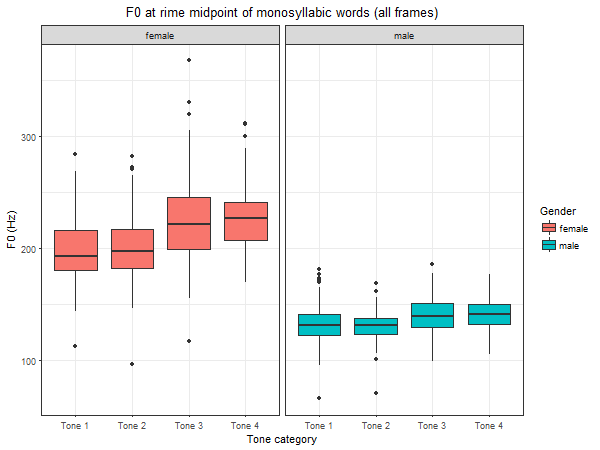 F0 at rime midpoint of monosyllabic words (all frames)
female
male
300
200
100
F0 (Hz)
Tone 1 Tone 2 Tone 3 Tone 4
Tone 1 Tone 2 Tone 3 Tone 4
Tone category
Gender
female
male